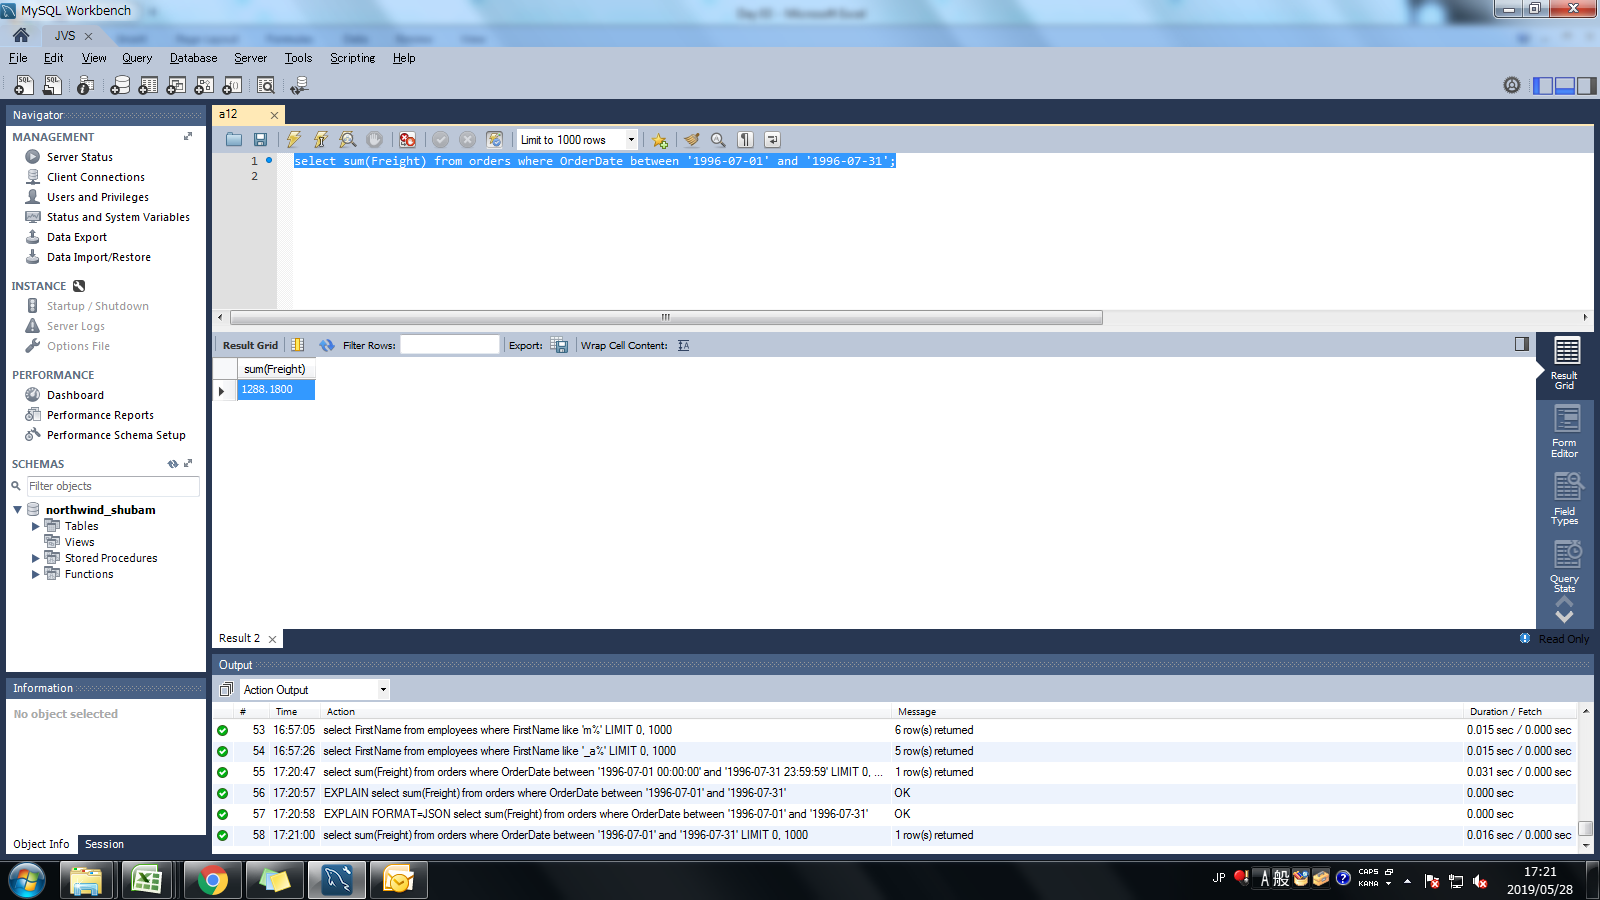 MySQL Workbench
JVS
File Edit View Query Database Server Tools Scripting Help
Navigator
MANAGEMENT
Server Status
Client Connections
Users and Privileges
Status and System Variables
Data Export
Data Import/Restore
INSTANCE
Startup / Shutdown
Server Logs
Options File
PERFORMANCE
Dashboard
Performance Reports
Performance Schema Setup
SCHEMAS
Filter objects
northwind_shubam
Tables
Views
Stored Procedures
Functions
Information
No object selected
Object Info Session
a12
Limit to 1000 rows
1 select sum(Freight) from orders where OrderDate between '1996-07-01' and '1996-07-31';
2
Result Grid Filter Rows: Export: Wrap Cell Content:
sum(Freight)
1288.1800
Result
Grid
Form
Editor
Field
Types
Query
Stats
Result 2
Read Only
Output
Action Output
# Time Action Message Duration / Fetch
53 16:57:05 select FirstName from employees where FirstName like 'm%' LIMIT 0, 1000 6 row(s) returned 0.015 sec / 0.000 sec
54 16:57:26 select FirstName from employees where FirstName like '_a%' LIMIT 0, 1000 5 row(s) returned 0.015 sec / 0.000 sec
55 17:20:47 select sum(Freight) from orders where OrderDate between '1996-07-01 00:00:00' and '1996-07-31 23:59:59' LIMIT 0, ... 1 row(s) returned 0.031 sec / 0.000 sec
56 17:20:57 EXPLAIN select sum(Freight) from orders where OrderDate between '1996-07-01' and '1996-07-31' OK 0.000 sec
57 17:20:58 EXPLAIN FORMAT=JSON select sum(Freight) from orders where OrderDate between '1996-07-01' and '1996-07-31' OK 0.000 sec
58 17:21:00 select sum(Freight) from orders where OrderDate between '1996-07-01' and '1996-07-31' LIMIT 0, 1000 1 row(s) returned 0.016 sec / 0.000 sec
JP A 般 CAPS
KANA
17:21
2019/05/28